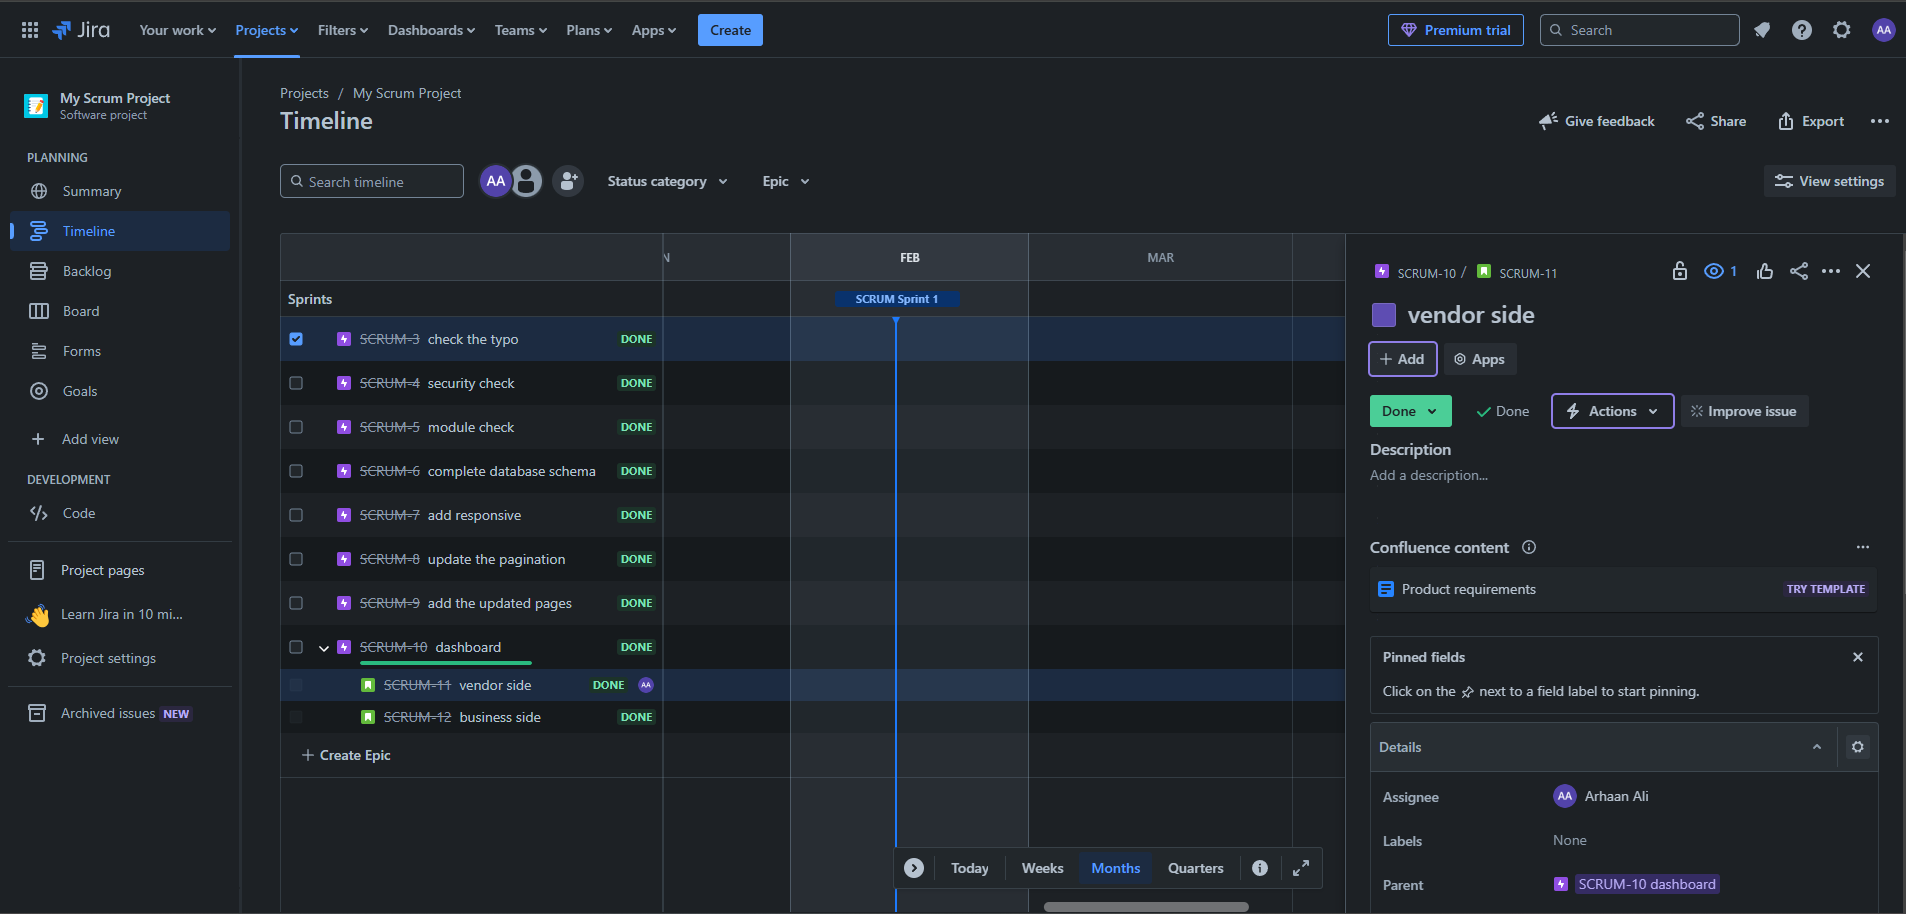 Jira
Your work
Projects
Filters
Dashboards
Teams
Plans
Apps
Create
Premium trial
Search
AA
My Scrum Project
Software project
PLANNING
Summary
Timeline
Backlog
Board
Forms
Goals
Add view
DEVELOPMENT
Code
Project pages
Learn Jira in 10 mi...
Project settings
Archived issues NEW
Projects / My Scrum Project
Timeline
Give feedback
Share
Export
Search timeline
AA
Status category
Epic
View settings
N
FEB
MAR
Sprints
SCRUM Sprint 1
SCRUM-3 check the typo DONE
SCRUM-4 security check DONE
SCRUM-5 module check DONE
SCRUM-6 complete database schema DONE
SCRUM-7 add responsive DONE
SCRUM-8 update the pagination DONE
SCRUM-9 add the updated pages DONE
SCRUM-10 dashboard DONE
SCRUM-11 vendor side DONE AA
SCRUM-12 business side DONE
+ Create Epic
Today
Weeks
Months
Quarters
SCRUM-10 / SCRUM-11
1
vendor side
+ Add
Apps
Done
Done
Actions
Improve issue
Description
Add a description...
Confluence content
Product requirements TRY TEMPLATE
Pinned fields
Click on the next to a field label to start pinning.
Details
Assignee AA Arhaan Ali
Labels None
Parent SCRUM-10 dashboard